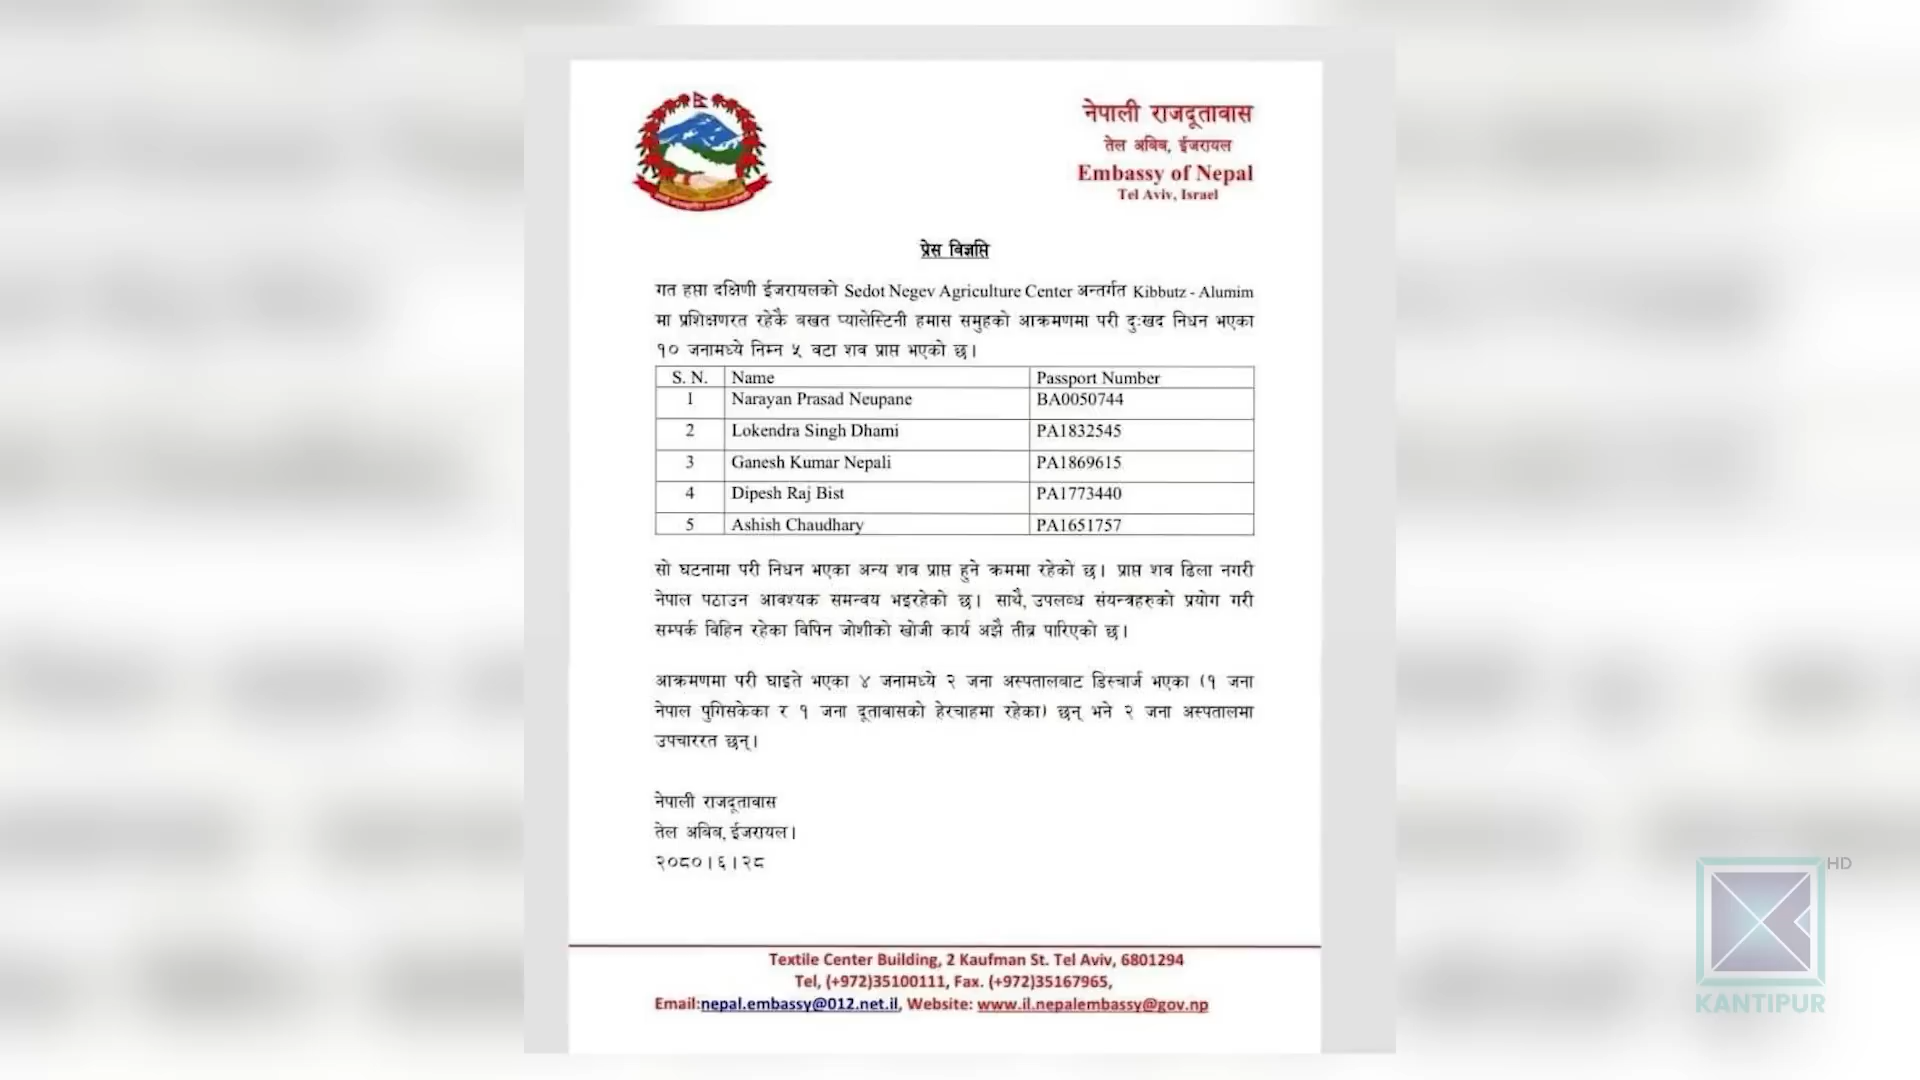 नेपाली राजदूतावास
तेल अविव, ईजरायल
Embassy of Nepal
Tel Aviv, Israel
प्रेस विज्ञप्ति
गत हप्ता दक्षिणी ईजरायलको Sedot Negev Agriculture Center अन्तर्गत Kibbutz - Alumim
मा प्रशिक्षणरत रहेकै बखत प्यालेस्टिनी हमास समुहको आक्रमणमा परी दुःखद निधन भएका
१० जनामध्ये निम्न ५ वटा शव प्राप्त भएको छ।
S. N. Name Passport Number
1 Narayan Prasad Neupane BA0050744
2 Lokendra Singh Dhami PA1832545
3 Ganesh Kumar Nepali PA1869615
4 Dipesh Raj Bist PA1773440
5 Ashish Chaudhary PA1651757
सो घटनामा परी निधन भएका अन्य शव प्राप्त हुने क्रममा रहेको छ। प्राप्त शव ढिला नगरी
नेपाल पठाउन आवश्यक समन्वय भइरहेको छ। साथै, उपलब्ध संयन्त्रहरुको प्रयोग गरी
सम्पर्क विहिन रहेका विपिन जोशीको खोजी कार्य अझै तीब्र पारिएको छ।
आक्रमणमा परी घाइते भएका ४ जनामध्ये २ जना अस्पतालबाट डिस्चार्ज भएका (१ जना
नेपाल पुगिसकेका र १ जना दूतावासको हेरचाहमा रहेका) छन् भने २ जना अस्पतालमा
उपचाररत छन्।
नेपाली राजदूतावास
तेल अविव, ईजरायल।
२०८०।६।२८
Textile Center Building, 2 Kaufman St. Tel Aviv, 6801294
Tel, (+972)35100111, Fax. (+972)35167965,
Email:nepal.embassy@012.net.il, Website: www.il.nepalembassy@gov.np
HD
KANTIPUR